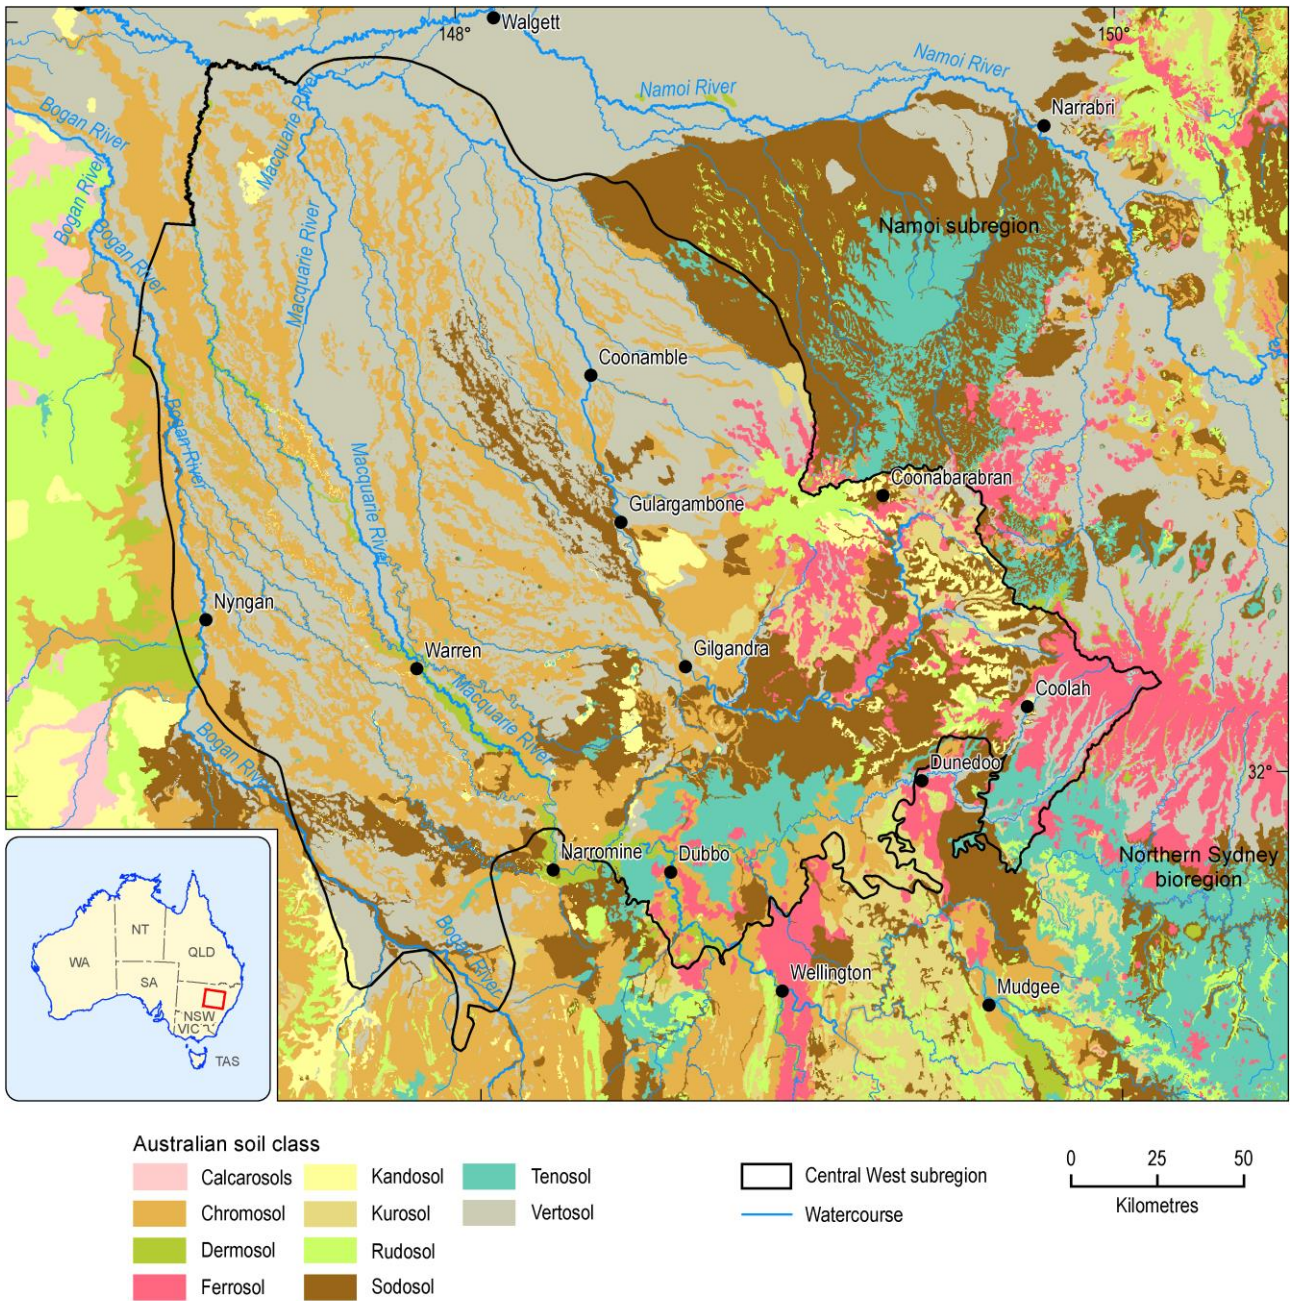 Walgett
148°
150°
Namoi River
Namoi River
Narrabri
Bogan River
Macquarie River
Bogan River
Bogan River
Namoi subregion
Macquarie River
Coonamble
Bogan River
Macquarie River
Coonabarabran
Gulargambone
Nyngan
Warren
Gilgandra
Macquarie River
Coolah
Bogan River
Dunedoo
32°
Narromine
Dubbo
Northern Sydney
bioregion
Bogan River
Wellington
Mudgee
NT
QLD
WA
SA
NSW
VIC
TAS
Australian soil class
Calcarosols
Chromosol
Dermosol
Ferrosol
Kandosol
Kurosol
Rudosol
Sodosol
Tenosol
Vertosol
Central West subregion
Watercourse
0 25 50
Kilometres